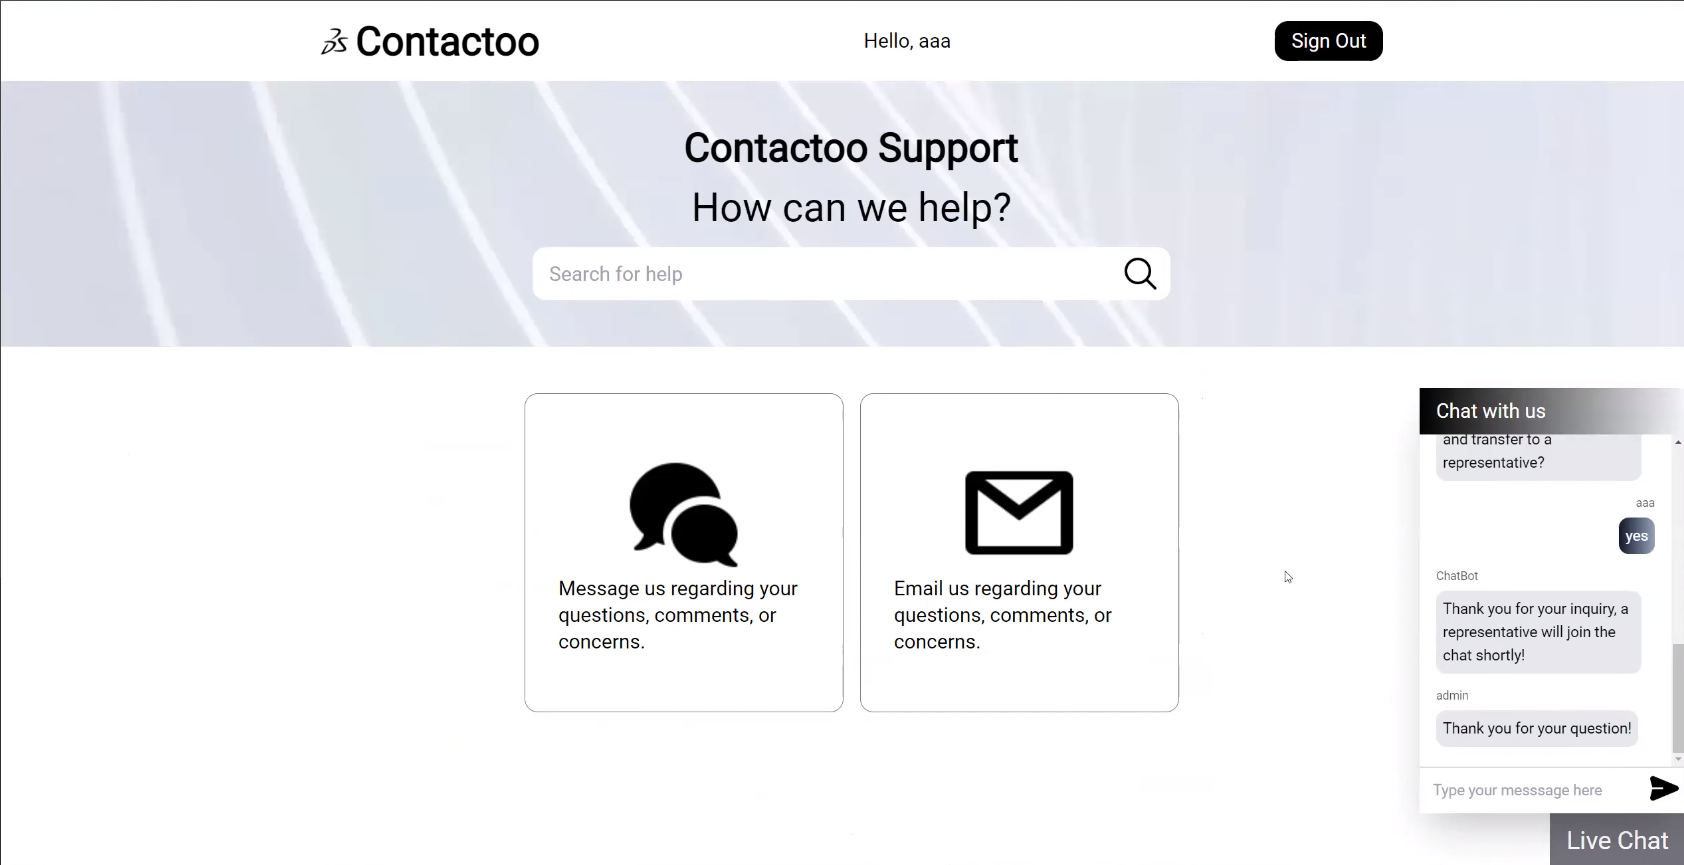 Contactoo
Hello, aaa
Sign Out
Contactoo Support
How can we help?
Search for help
Message us regarding your
questions, comments, or
concerns.
Email us regarding your
questions, comments, or
concerns.
Chat with us
and transfer to a
representative?
aaa
yes
ChatBot
Thank you for your inquiry, a
representative will join the
chat shortly!
admin
Thank you for your question!
Type your messsage here
Live Chat